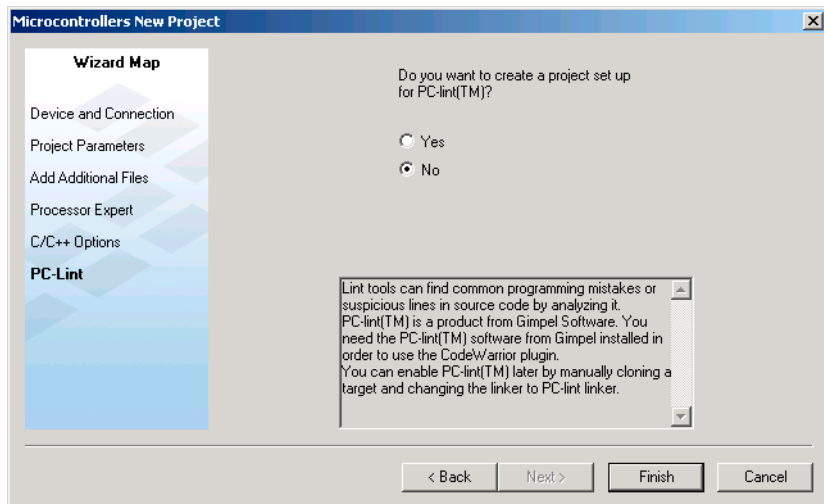 Microcontrollers New Project
Wizard Map
Device and Connection
Project Parameters
Add Additional Files
Processor Expert
C/C++ Options
PC-Lint
Do you want to create a project set up
for PC-lint(TM)?
Yes
No
Lint tools can find common programming mistakes or
suspicious lines in source code by analyzing it.
PC-lint(TM) is a product from Gimpel Software. You
need the PC-lint(TM) software from Gimpel installed in
order to use the CodeWarrior plugin.
You can enable PC-lint(TM) later by manually cloning a
target and changing the linker to PC-lint linker.
< Back
Next >
Finish
Cancel